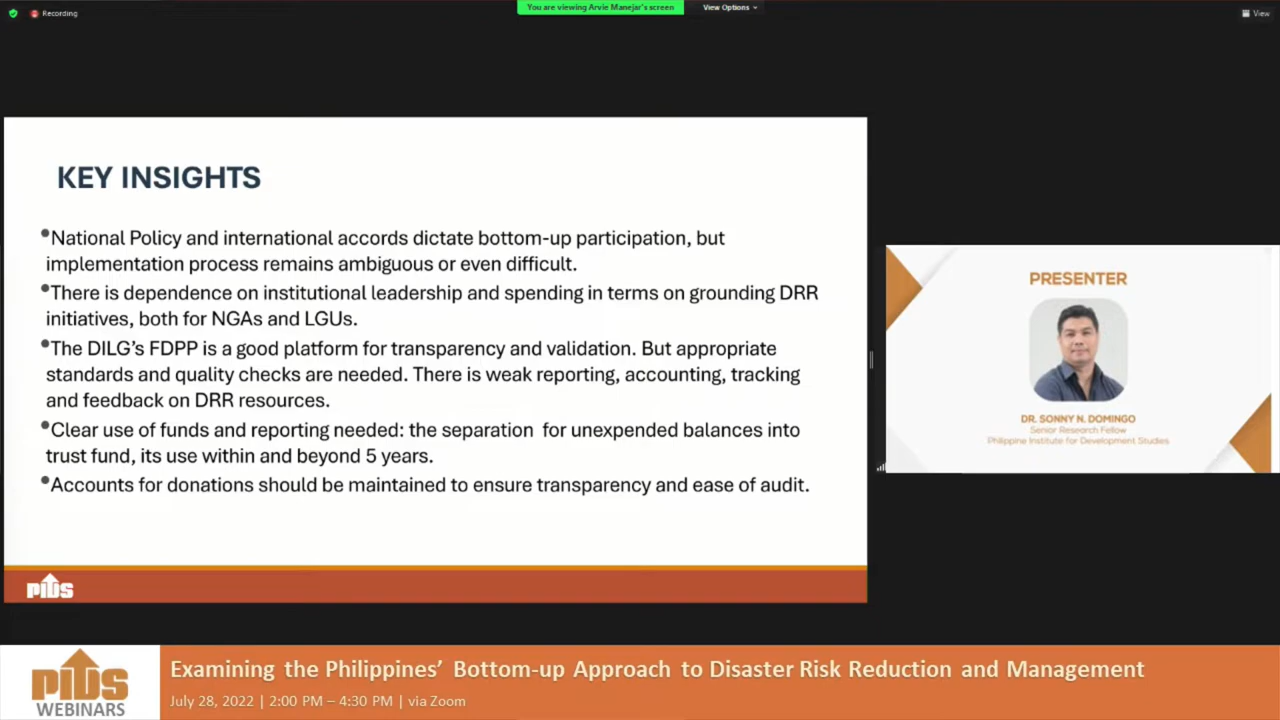 Recording
You are viewing Arvie Manejar's screen
View Options
View
KEY INSIGHTS
•National Policy and international accords dictate bottom-up participation, but
implementation process remains ambiguous or even difficult.
•There is dependence on institutional leadership and spending in terms on grounding DRR
initiatives, both for NGAs and LGUs.
•The DILG’s FDPP is a good platform for transparency and validation. But appropriate
standards and quality checks are needed. There is weak reporting, accounting, tracking
and feedback on DRR resources.
•Clear use of funds and reporting needed: the separation for unexpended balances into
trust fund, its use within and beyond 5 years.
•Accounts for donations should be maintained to ensure transparency and ease of audit.
PIDS
PRESENTER
DR. SONNY N. DOMINGO
Senior Research Fellow
Philippine Institute for Development Studies
PIDS
WEBINARS
Examining the Philippines’ Bottom-up Approach to Disaster Risk Reduction and Management
July 28, 2022 | 2:00 PM – 4:30 PM | via Zoom